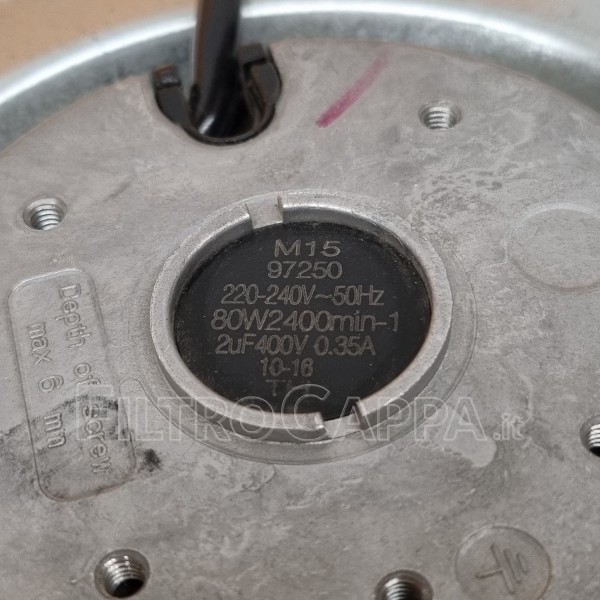 M15
97250
220-240V~50Hz
80W2400min-1
2uF400V 0.35A
10-16
Depth of screw
max 6 mm
FILTROCAPPA.it